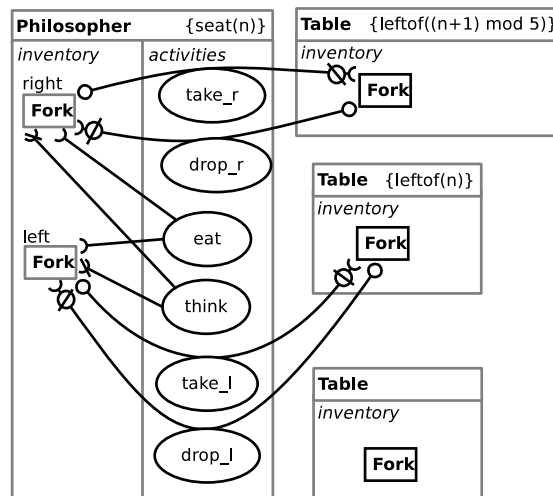 Philosopher {seat(n)}
inventory activities
right
Fork
take_r
drop_r
eat
left
Fork
think
take_l
drop_l
Table {leftof((n+1) mod 5)}
inventory
Fork
Table {leftof(n)}
inventory
Fork
Table
inventory
Fork